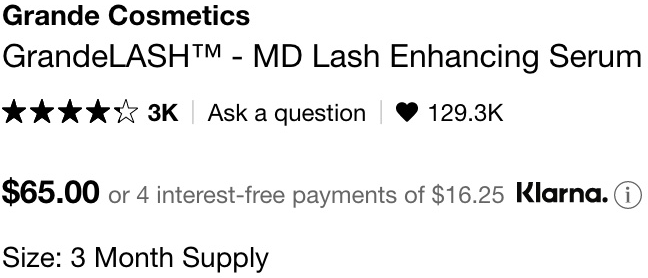 Grande Cosmetics
GrandeLASH™ - MD Lash Enhancing Serum
★★★★☆ 3K | Ask a question | ♥ 129.3K
$65.00 or 4 interest-free payments of $16.25 Klarna. ⓘ
Size: 3 Month Supply